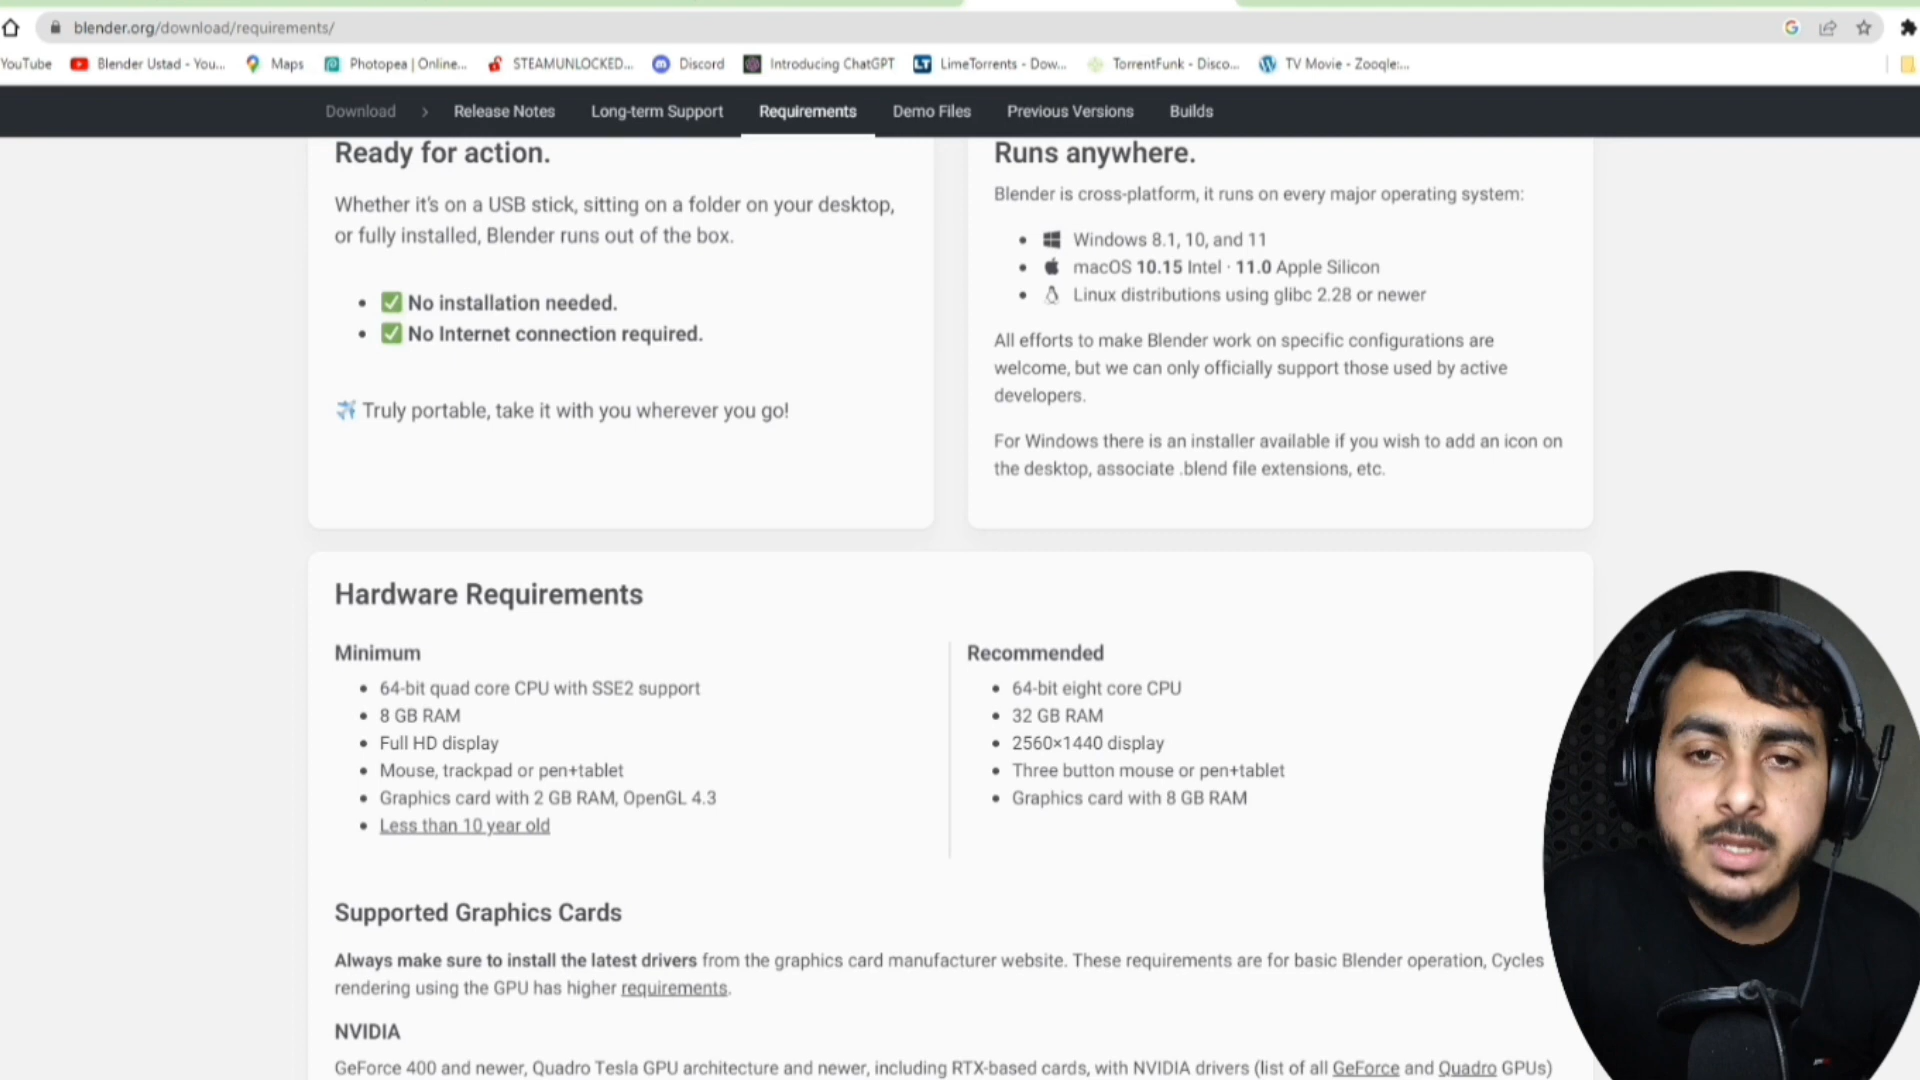 blender.org/download/requirements/
YouTube Blender Ustad - You... Maps Photopea | Online... STEAMUNLOCKED... Discord Introducing ChatGPT LimeTorrents - Dow... TorrentFunk - Disco... TV Movie - Zooqle:...
Download > Release Notes Long-term Support Requirements Demo Files Previous Versions Builds
Ready for action.
Whether it's on a USB stick, sitting on a folder on your desktop,
or fully installed, Blender runs out of the box.
• ✅ No installation needed.
• ✅ No Internet connection required.
✈️ Truly portable, take it with you wherever you go!
Runs anywhere.
Blender is cross-platform, it runs on every major operating system:
• Windows 8.1, 10, and 11
• macOS 10.15 Intel · 11.0 Apple Silicon
• Linux distributions using glibc 2.28 or newer
All efforts to make Blender work on specific configurations are
welcome, but we can only officially support those used by active
developers.
For Windows there is an installer available if you wish to add an icon on
the desktop, associate .blend file extensions, etc.
Hardware Requirements
Minimum
• 64-bit quad core CPU with SSE2 support
• 8 GB RAM
• Full HD display
• Mouse, trackpad or pen+tablet
• Graphics card with 2 GB RAM, OpenGL 4.3
• Less than 10 year old
Recommended
• 64-bit eight core CPU
• 32 GB RAM
• 2560×1440 display
• Three button mouse or pen+tablet
• Graphics card with 8 GB RAM
Supported Graphics Cards
Always make sure to install the latest drivers from the graphics card manufacturer website. These requirements are for basic Blender operation, Cycles
rendering using the GPU has higher requirements.
NVIDIA
GeForce 400 and newer, Quadro Tesla GPU architecture and newer, including RTX-based cards, with NVIDIA drivers (list of all GeForce and Quadro GPUs)